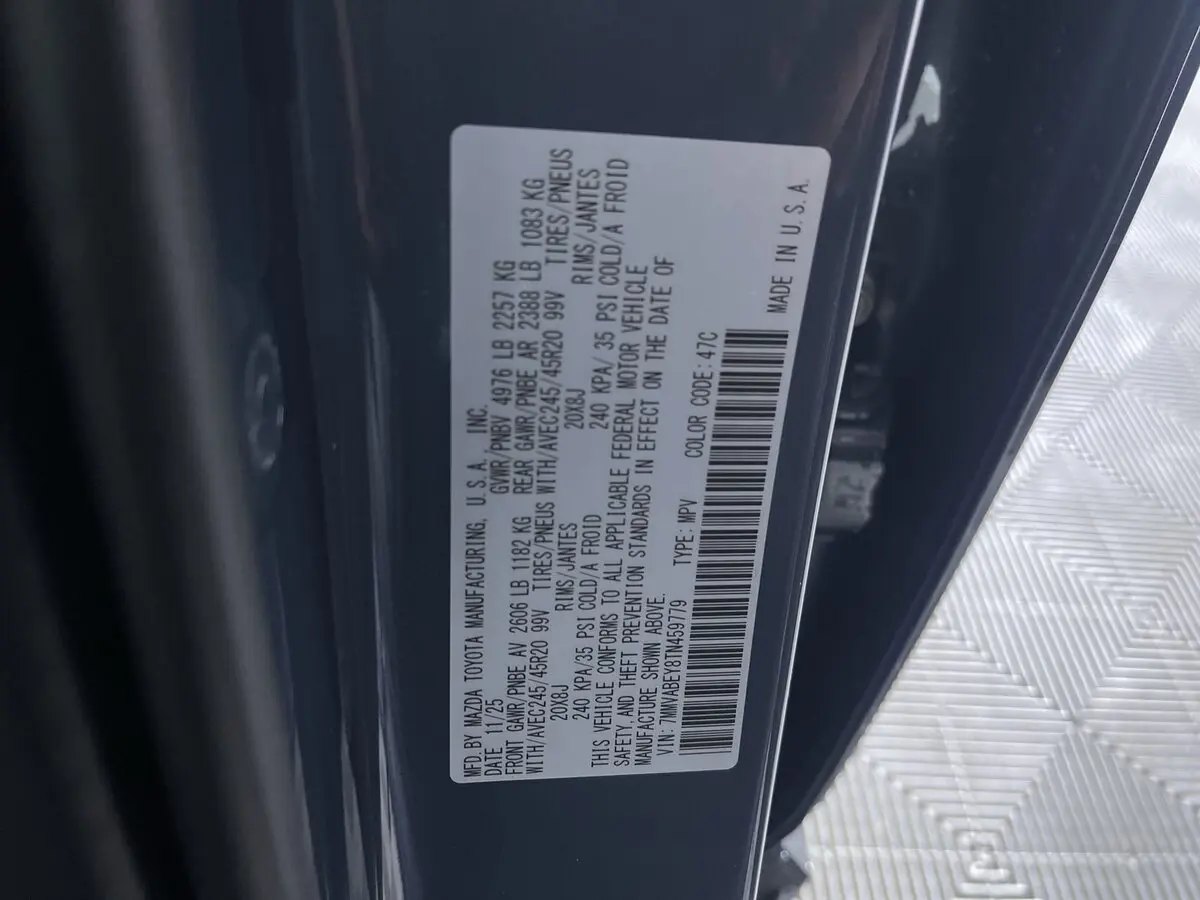 MFD. BY MAZDA TOYOTA MANUFACTURING, U.S.A., INC.
DATE 11/25 GVWR/PNBV 4976 LB 2257 KG
FRONT GAWR/PNBE AV 2606 LB 1182 KG REAR GAWR/PNBE AR 2388 LB 1083 KG
WITH/AVEC245/45R20 99V TIRES/PNEUS WITH/AVEC245/45R20 99V TIRES/PNEUS
20X8J RIMS/JANTES 20X8J RIMS/JANTES
240 KPA/35 PSI COLD/A FROID 240 KPA/ 35 PSI COLD/A FROID
THIS VEHICLE CONFORMS TO ALL APPLICABLE FEDERAL MOTOR VEHICLE
SAFETY, AND THEFT PREVENTION STANDARDS IN EFFECT ON THE DATE OF
MANUFACTURE SHOWN ABOVE.
VIN: 7MMVABEY8TN459779 TYPE: MPV COLOR CODE: 47C
MADE IN U.S.A.